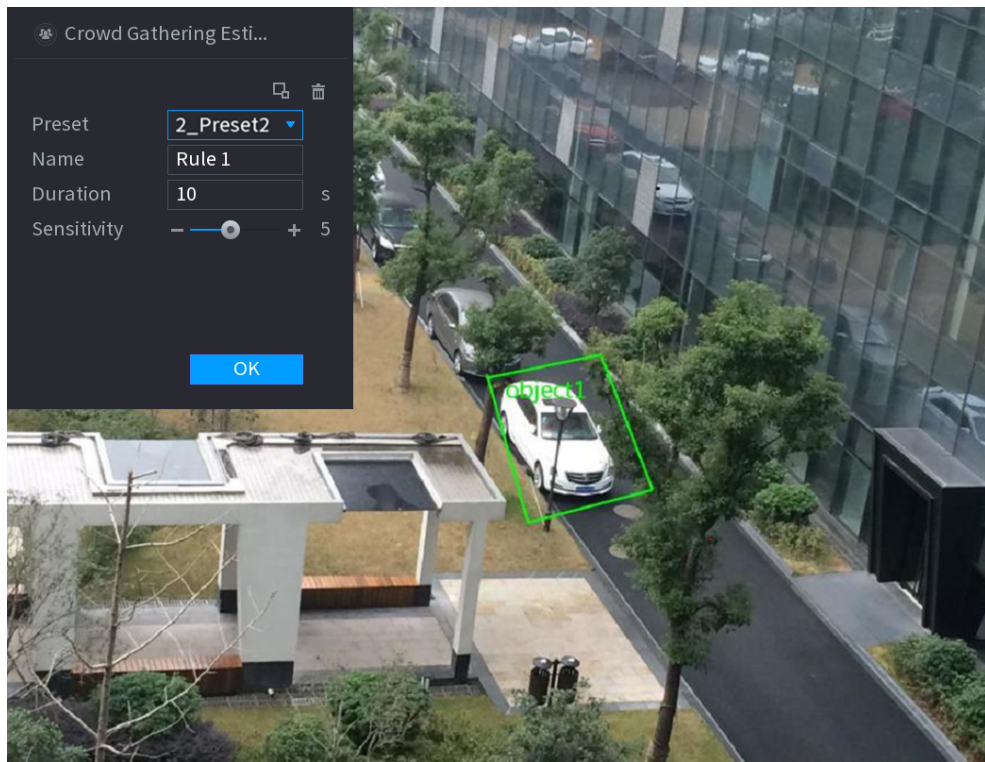 Crowd Gathering Esti...
Preset 2_Preset2
Name Rule 1
Duration 10 s
Sensitivity 5
OK
object1